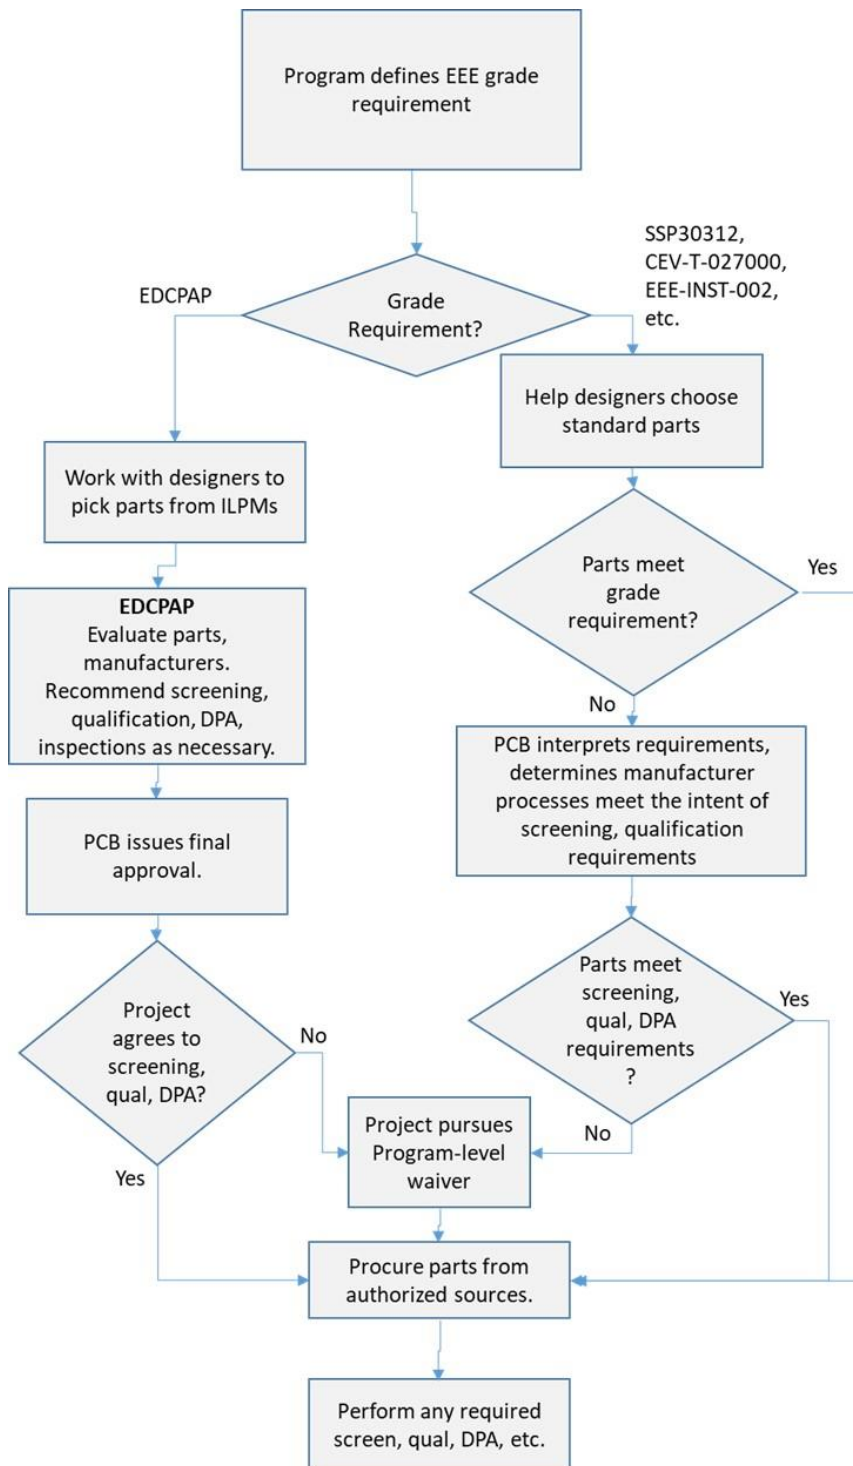 Program defines EEE grade
requirement
SSP30312,
CEV-T-027000,
EEE-INST-002,
etc.
EDCPAP
Grade
Requirement?
Help designers choose
standard parts
Work with designers to
pick parts from ILPMs
Parts meet
grade
requirement?
Yes
No
EDCPAP
Evaluate parts,
manufacturers.
Recommend screening,
qualification, DPA,
inspections as necessary.
PCB interprets requirements,
determines manufacturer
processes meet the intent of
screening, qualification
requirements
PCB issues final
approval.
Project
agrees to
screening,
qual, DPA?
No
Yes
Parts meet
screening,
qual, DPA
requirements
?
Yes
No
Project pursues
Program-level
waiver
Procure parts from
authorized sources.
Perform any required
screen, qual, DPA, etc.